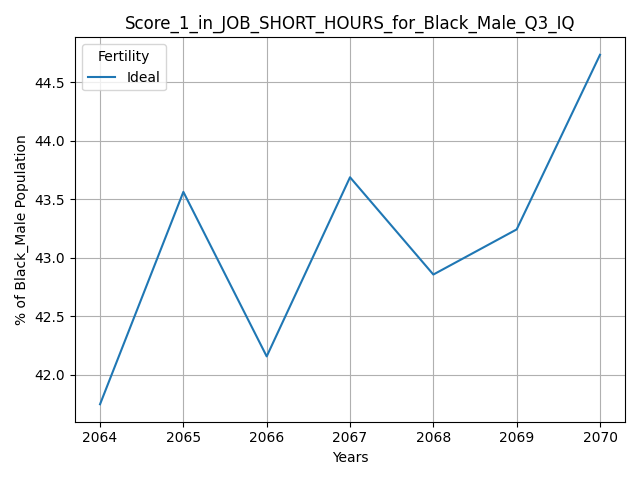 Score_1_in_JOB_SHORT_HOURS_for_Black_Male_Q3_IQ
Fertility
Ideal
% of Black_Male Population
44.5
44.0
43.5
43.0
42.5
42.0
2064 2065 2066 2067 2068 2069 2070
Years